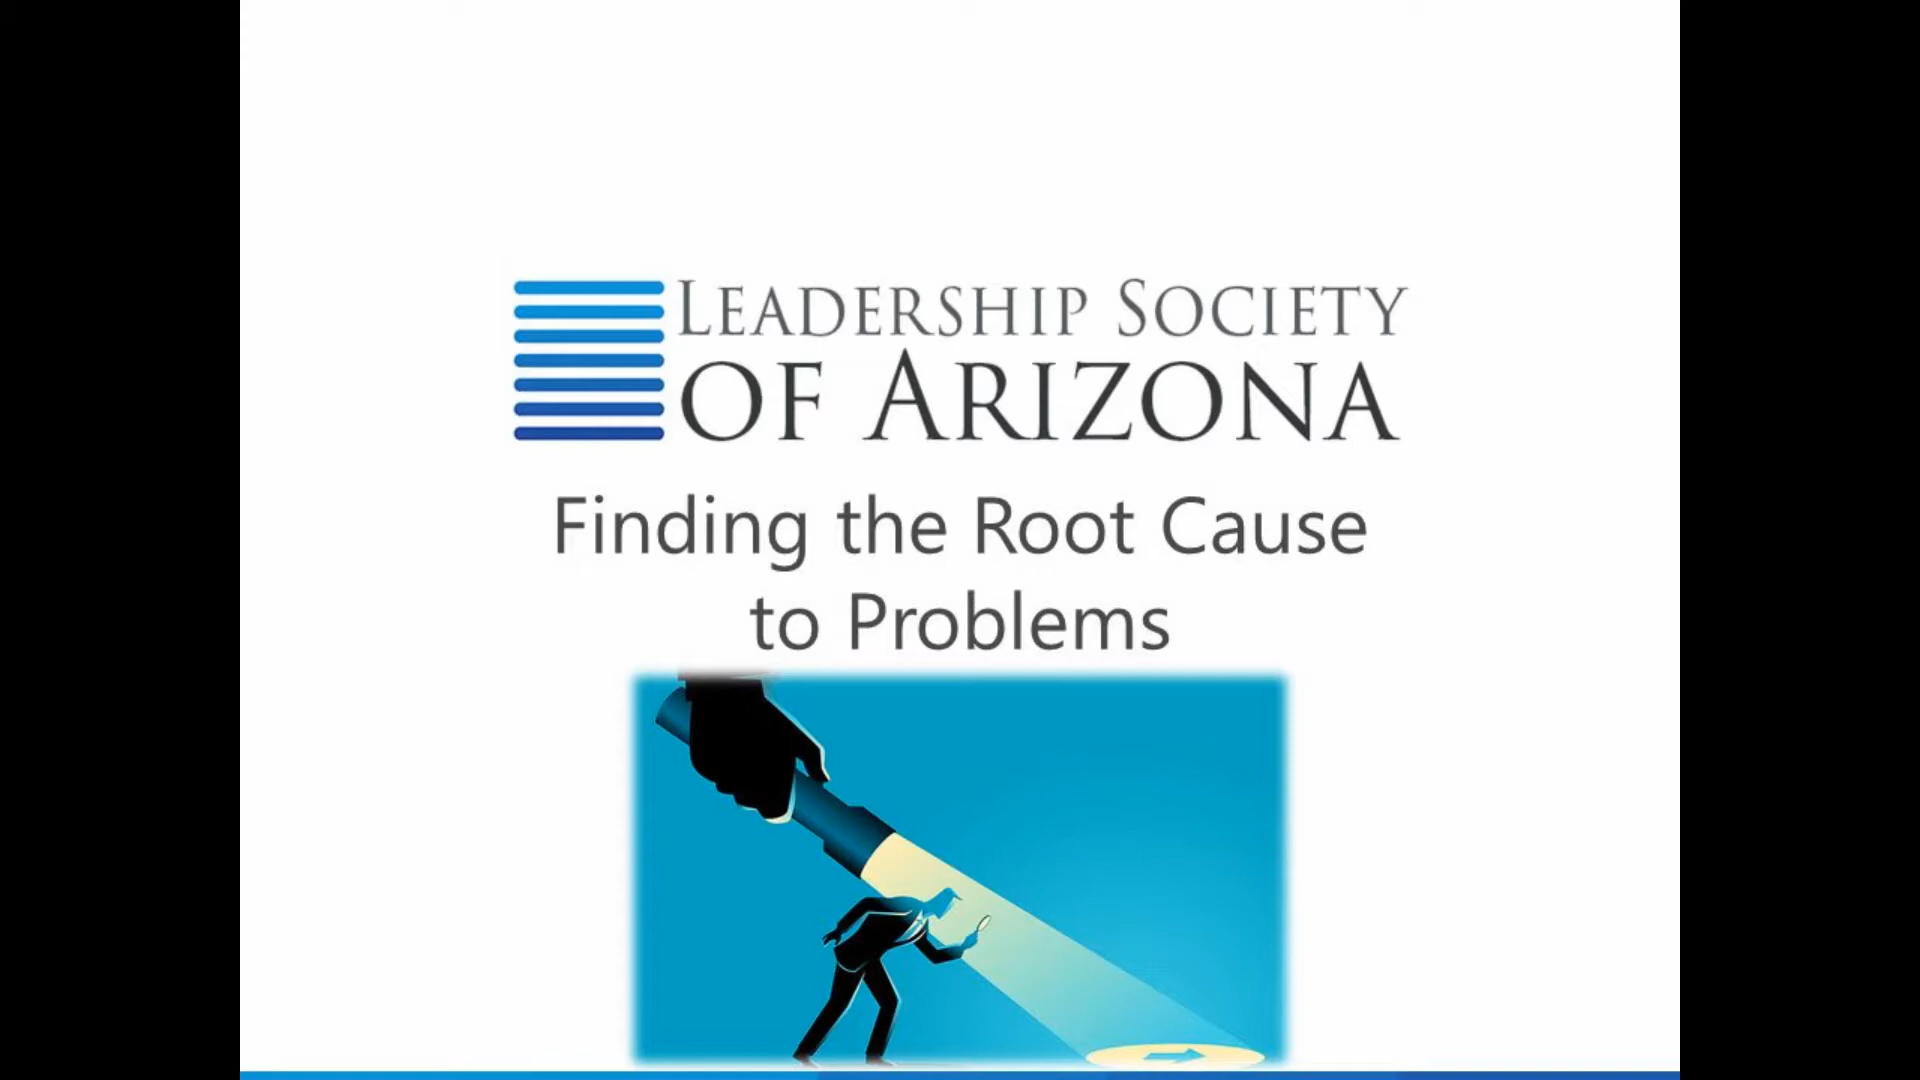 LEADERSHIP SOCIETY
OF ARIZONA
Finding the Root Cause
to Problems